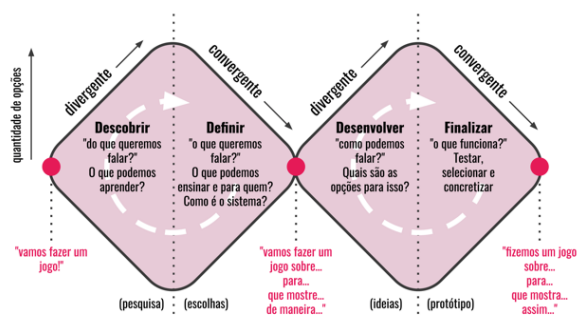 quantidade de opções
divergente
convergente
divergente
convergente
Descobrir
"do que queremos
falar?"
O que podemos
aprender?
Definir
"o que queremos
falar?"
O que podemos
ensinar e para quem?
Como é o sistema?
Desenvolver
"como podemos
falar?"
Quais são as
opções para isso?
Finalizar
"o que funciona?"
Testar,
selecionar e
concretizar
"vamos fazer um
jogo!"
"vamos fazer um
jogo sobre...
para...
que mostre...
de maneira..."
"fizemos um jogo
sobre...
para...
que mostra...
assim..."
(pesquisa)
(escolhas)
(ideias)
(protótipo)